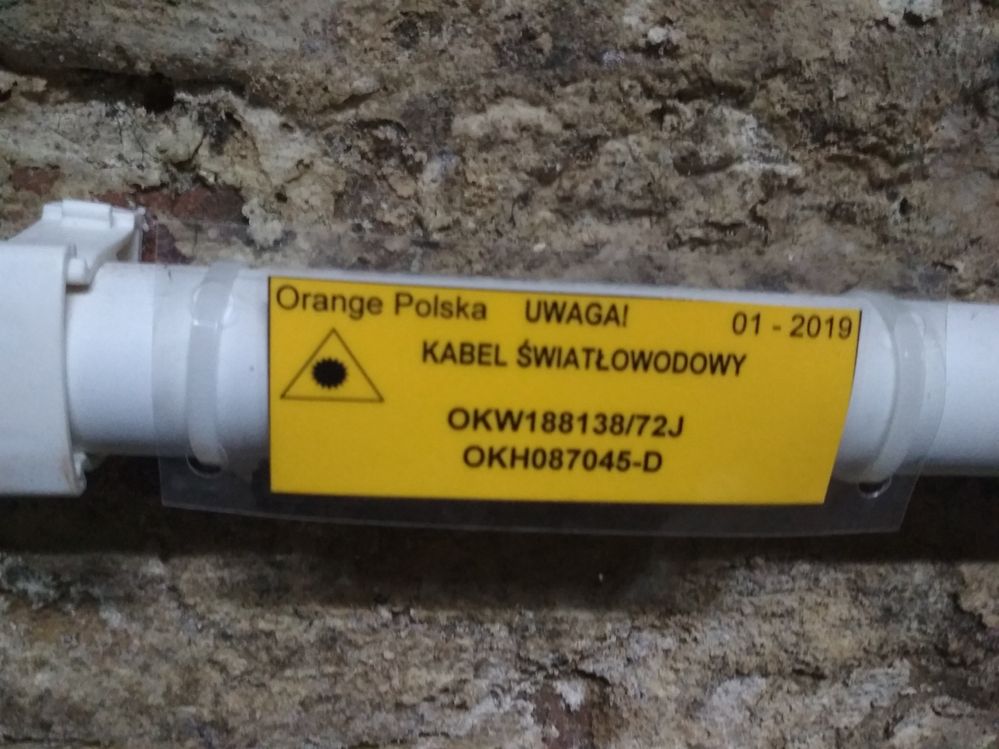 Orange Polska UWAGA! 01 - 2019
KABEL ŚWIATŁOWODOWY
OKW188138/72J
OKH087045-D